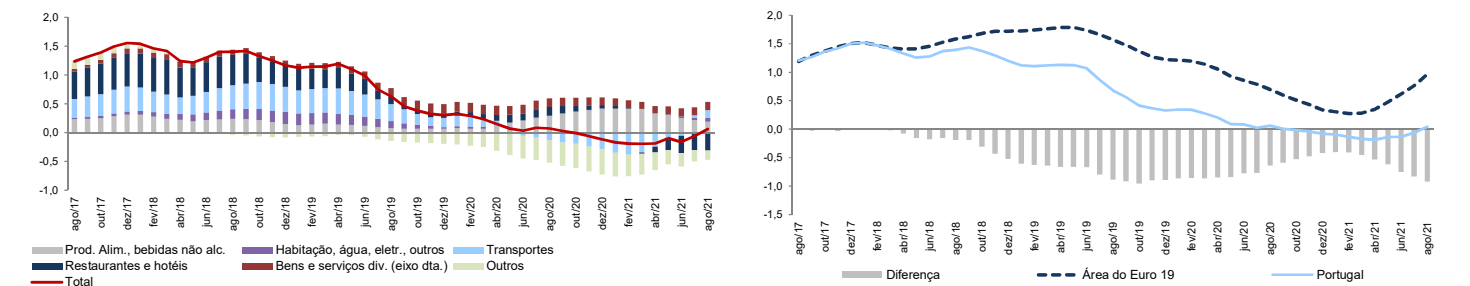 2,0
1,5
1,0
0,5
0,0
-0,5
-1,0
ago/17
out/17
dez/17
fev/18
abr/18
jun/18
ago/18
out/18
dez/18
fev/19
abr/19
jun/19
ago/19
out/19
dez/19
fev/20
abr/20
jun/20
ago/20
out/20
dez/20
fev/21
abr/21
jun/21
ago/21
Prod. Alim., bebidas não alc.
Habitação, água, eletr., outros
Transportes
Restaurantes e hotéis
Bens e serviços div. (eixo dta.)
Outros
Total
2,0
1,5
1,0
0,5
0,0
-0,5
-1,0
-1,5
ago/17
out/17
dez/17
fev/18
abr/18
jun/18
ago/18
out/18
dez/18
fev/19
abr/19
jun/19
ago/19
out/19
dez/19
fev/20
abr/20
jun/20
ago/20
out/20
dez/20
fev/21
abr/21
jun/21
ago/21
Diferença
Área do Euro 19
Portugal